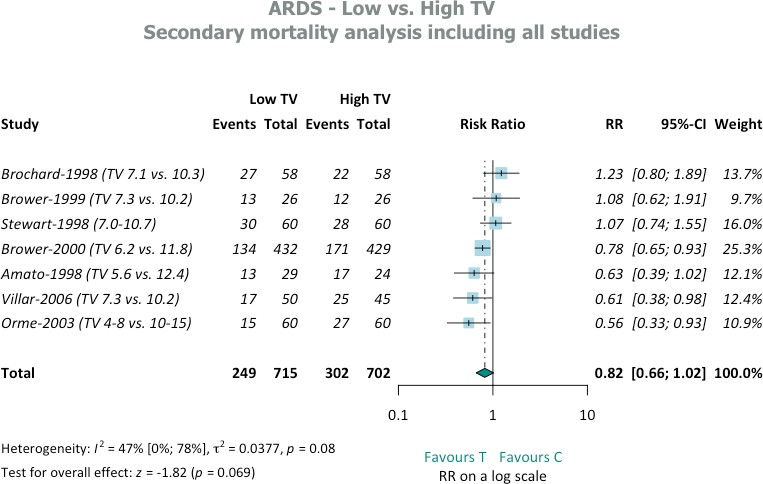 ARDS - Low vs. High TV
Secondary mortality analysis including all studies
Low TV High TV
Study Events Total Events Total Risk Ratio RR 95%-CI Weight
Brochard-1998 (TV 7.1 vs. 10.3) 27 58 22 58 1.23 [0.80; 1.89] 13.7%
Brower-1999 (TV 7.3 vs. 10.2) 13 26 12 26 1.08 [0.62; 1.91] 9.7%
Stewart-1998 (7.0-10.7) 30 60 28 60 1.07 [0.74; 1.55] 16.0%
Brower-2000 (TV 6.2 vs. 11.8) 134 432 171 429 0.78 [0.65; 0.93] 25.3%
Amato-1998 (TV 5.6 vs. 12.4) 13 29 17 24 0.63 [0.39; 1.02] 12.1%
Villar-2006 (TV 7.3 vs. 10.2) 17 50 25 45 0.61 [0.38; 0.98] 12.4%
Orme-2003 (TV 4-8 vs. 10-15) 15 60 27 60 0.56 [0.33; 0.93] 10.9%
Total 249 715 302 702 0.82 [0.66; 1.02] 100.0%
0.1 1 10
Heterogeneity: I² = 47% [0%; 78%], τ² = 0.0377, p = 0.08
Favours T Favours C
Test for overall effect: z = -1.82 (p = 0.069)
RR on a log scale